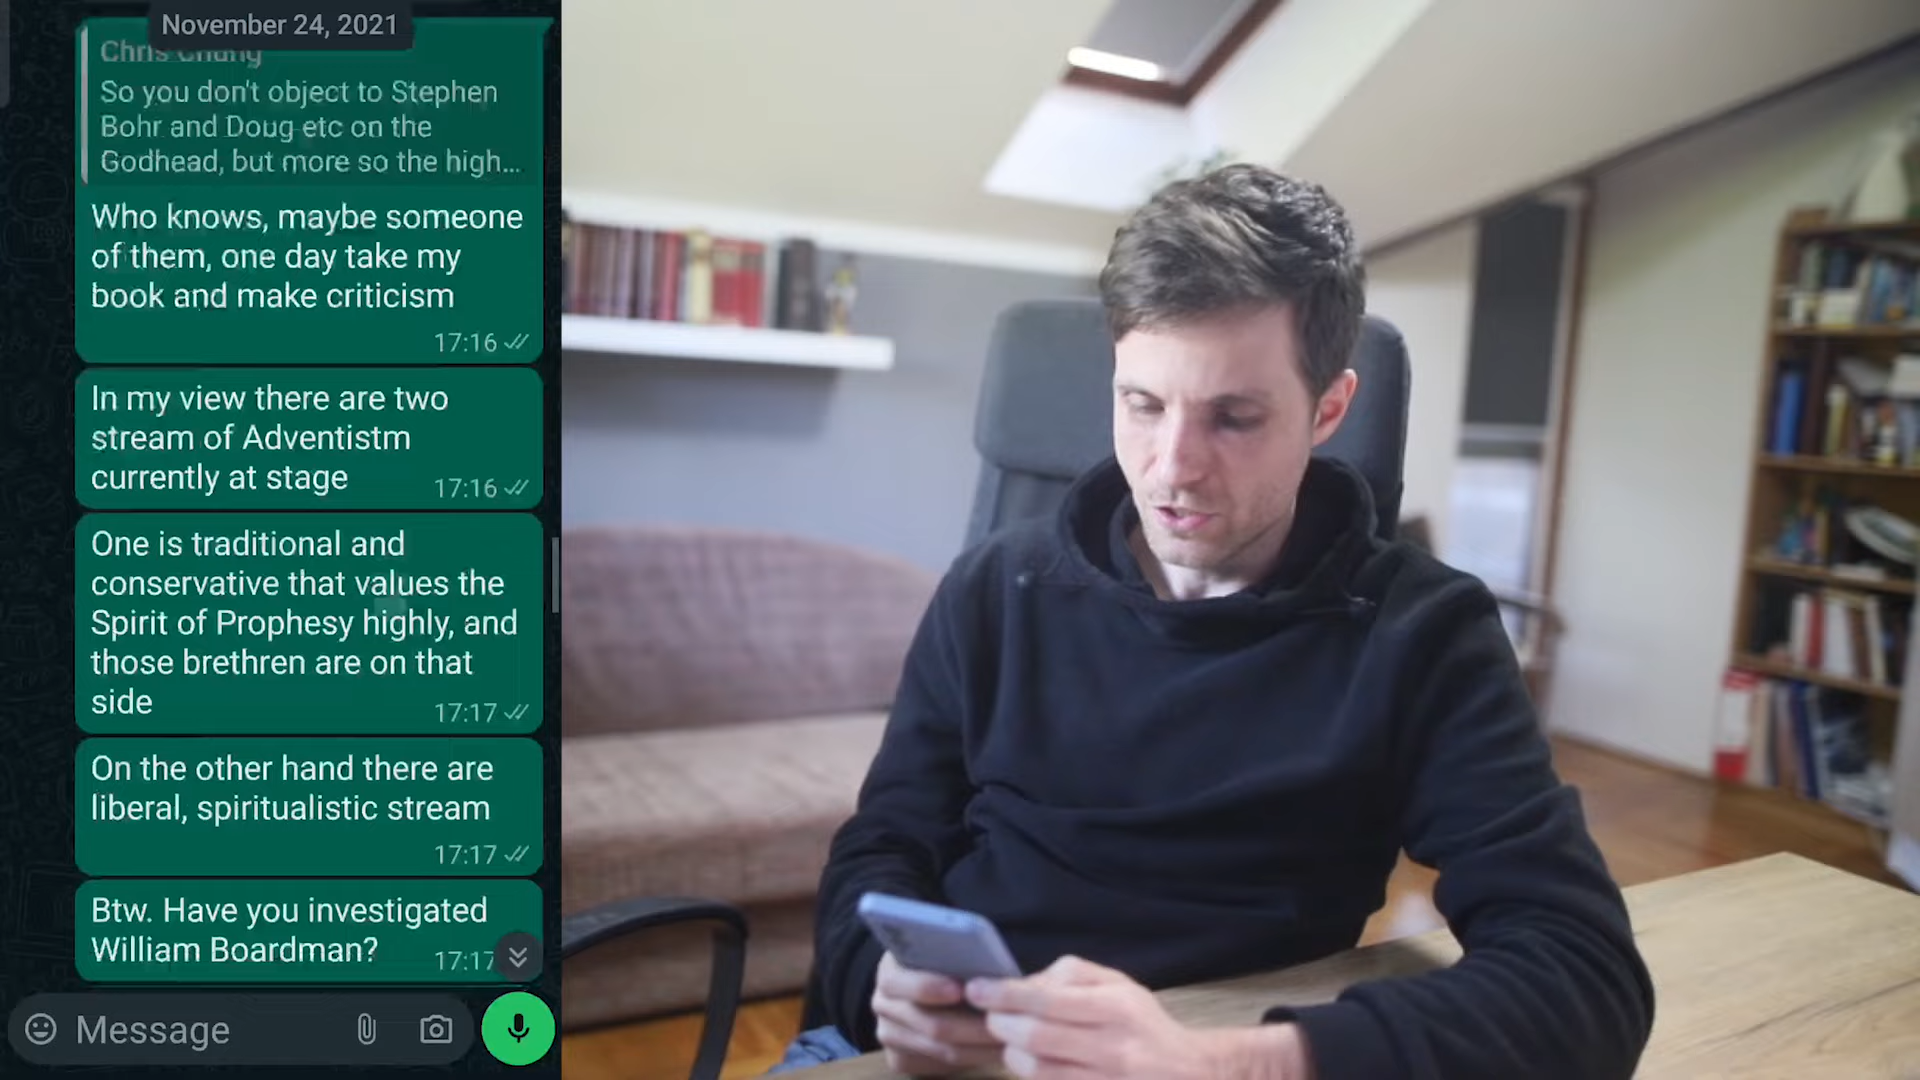 November 24, 2021
Chris Chung
So you don't object to Stephen
Bohr and Doug etc on the
Godhead, but more so the high...
Who knows, maybe someone
of them, one day take my
book and make criticism
17:16
In my view there are two
stream of Adventistm
currently at stage
17:16
One is traditional and
conservative that values the
Spirit of Prophesy highly, and
those brethren are on that
side
17:17
On the other hand there are
liberal, spiritualistic stream
17:17
Btw. Have you investigated
William Boardman?
17:17
Message